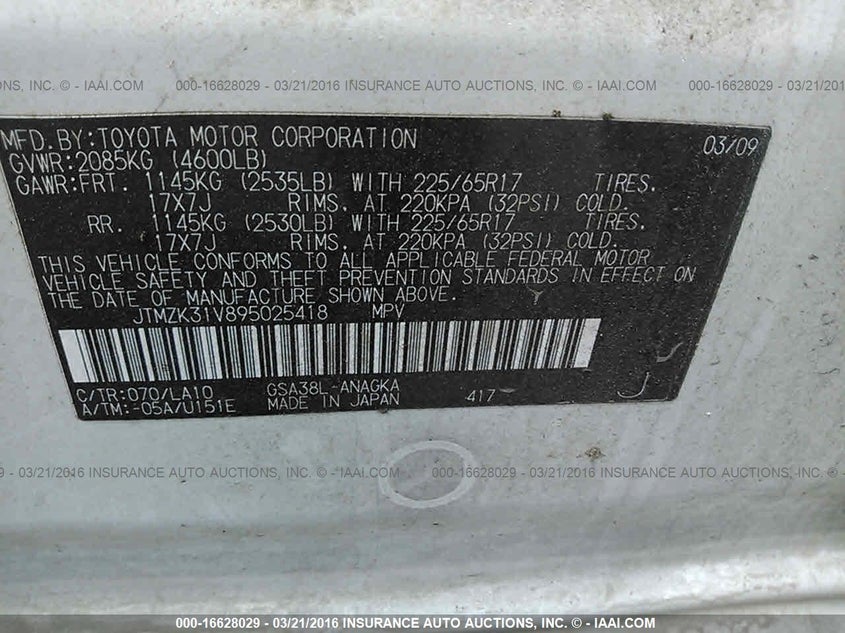 INC. © - IAAI.COM 000-16628029 - 03/21/2016 INSURANCE AUTO AUCTIONS, INC. © - IAAI.COM 000-16628029 - 03/21/2016
MFD.BY:TOYOTA MOTOR CORPORATION 03/09
GVWR:2085KG (4600LB)
GAWR:FRT. 1145KG (2535LB) WITH 225/65R17 TIRES.
17X7J RIMS. AT 220KPA (32PSI) COLD.
RR. 1145KG (2530LB) WITH 225/65R17 TIRES.
17X7J RIMS. AT 220KPA (32PSI) COLD.
THIS VEHICLE CONFORMS TO ALL APPLICABLE FEDERAL MOTOR
VEHICLE SAFETY AND THEFT PREVENTION STANDARDS IN EFFECT ON
THE DATE OF MANUFACTURE SHOWN ABOVE.
JTMZK31V895025418 MPV
C/TR:070/LA10 GSA38L-ANAGKA 417 J
A/TM:-05A/U151E MADE IN JAPAN
- 03/21/2016 INSURANCE AUTO AUCTIONS, INC. © - IAAI.COM 000-16628029 - 03/21/2016 INSURANCE AUTO AUCTIONS, INC.
000-16628029 - 03/21/2016 INSURANCE AUTO AUCTIONS, INC. © - IAAI.COM